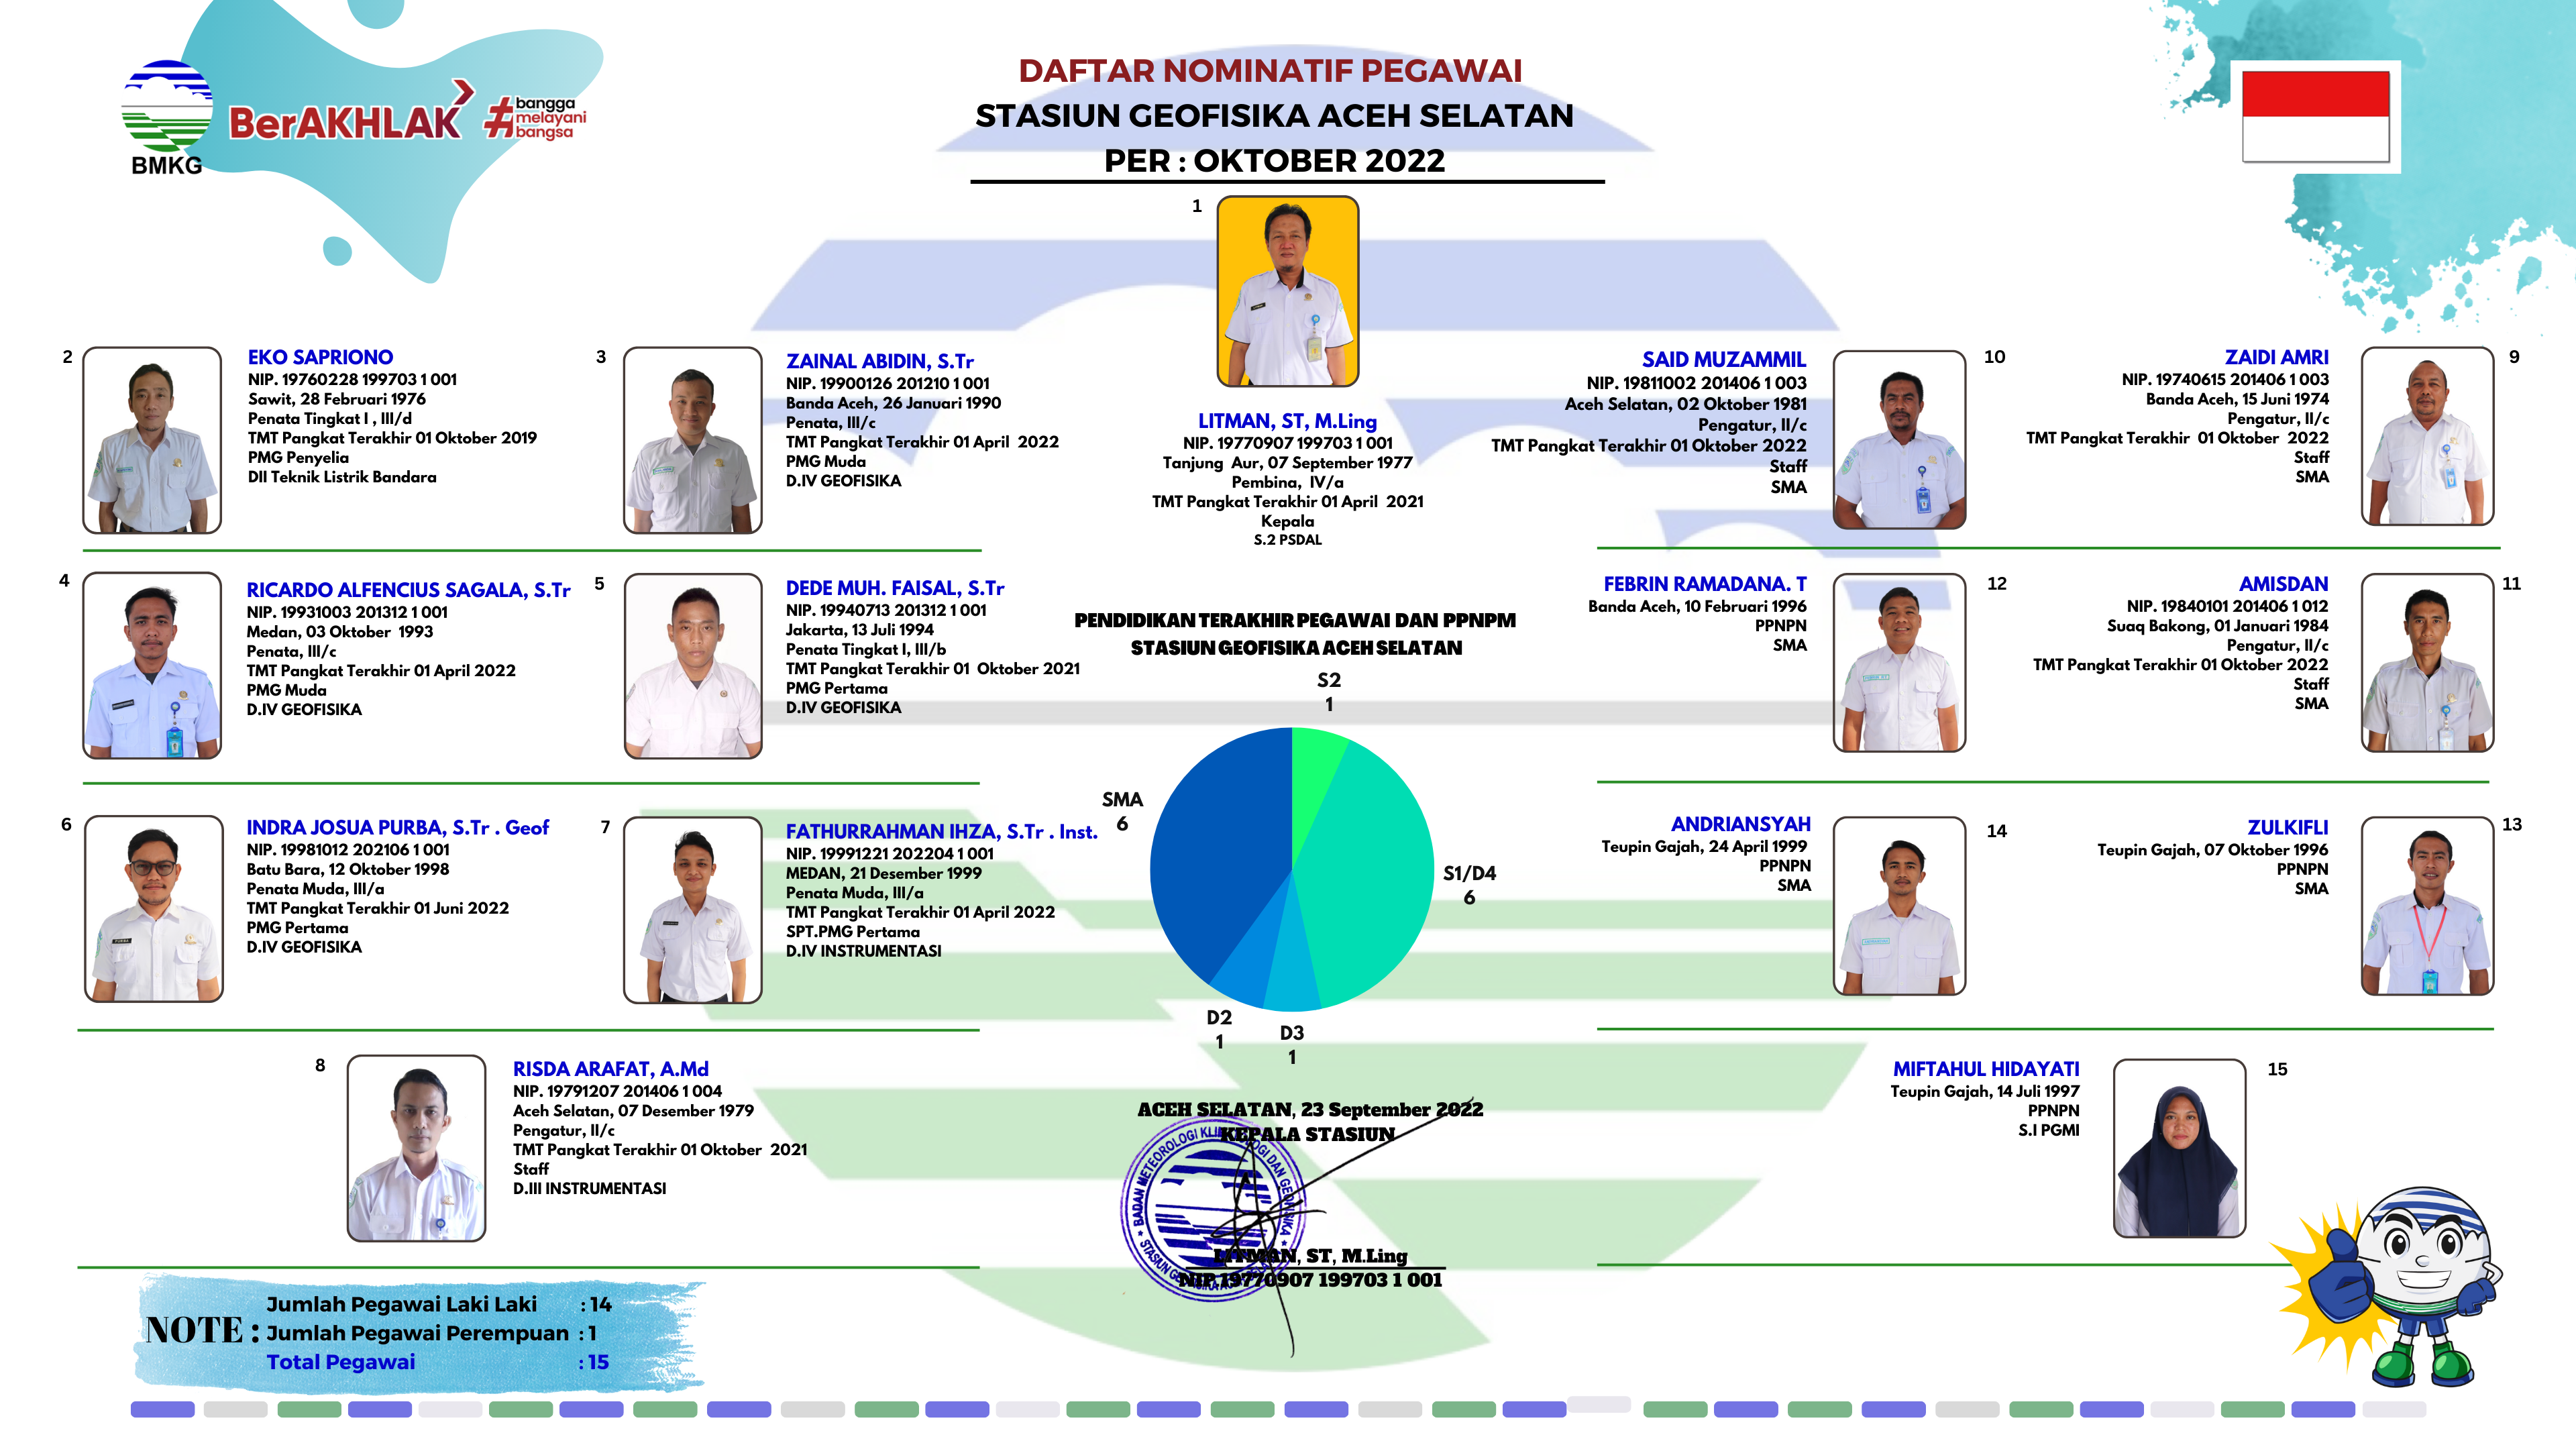 BMKG
BerAKHLAK
#bangga
melayani
bangsa
DAFTAR NOMINATIF PEGAWAI
STASIUN GEOFISIKA ACEH SELATAN
PER : OKTOBER 2022
1
LITMAN, ST, M.Ling
NIP. 19770907 199703 1 001
Tanjung Aur, 07 September 1977
Pembina, IV/a
TMT Pangkat Terakhir 01 April 2021
Kepala
S.2 PSDAL
2
EKO SAPRIONO
NIP. 19760228 199703 1 001
Sawit, 28 Februari 1976
Penata Tingkat I , III/d
TMT Pangkat Terakhir 01 Oktober 2019
PMG Penyelia
DII Teknik Listrik Bandara
3
ZAINAL ABIDIN, S.Tr
NIP. 19900126 201210 1 001
Banda Aceh, 26 Januari 1990
Penata, III/c
TMT Pangkat Terakhir 01 April 2022
PMG Muda
D.IV GEOFISIKA
10
SAID MUZAMMIL
NIP. 19811002 201406 1 003
Aceh Selatan, 02 Oktober 1981
Pengatur, II/c
TMT Pangkat Terakhir 01 Oktober 2022
Staff
SMA
9
ZAIDI AMRI
NIP. 19740615 201406 1 003
Banda Aceh, 15 Juni 1974
Pengatur, II/c
TMT Pangkat Terakhir 01 Oktober 2022
Staff
SMA
4
RICARDO ALFENCIUS SAGALA, S.Tr
NIP. 19931003 201312 1 001
Medan, 03 Oktober 1993
Penata, III/c
TMT Pangkat Terakhir 01 April 2022
PMG Muda
D.IV GEOFISIKA
5
DEDE MUH. FAISAL, S.Tr
NIP. 19940713 201312 1 001
Jakarta, 13 Juli 1994
Penata Tingkat I, III/b
TMT Pangkat Terakhir 01 Oktober 2021
PMG Pertama
D.IV GEOFISIKA
12
FEBRIN RAMADANA. T
Banda Aceh, 10 Februari 1996
PPNPN
SMA
11
AMISDAN
NIP. 19840101 201406 1 012
Suaq Bakong, 01 Januari 1984
Pengatur, II/c
TMT Pangkat Terakhir 01 Oktober 2022
Staff
SMA
PENDIDIKAN TERAKHIR PEGAWAI DAN PPNPM
STASIUN GEOFISIKA ACEH SELATAN
S2
1
SMA
6
S1/D4
6
D2
1
D3
1
6
INDRA JOSUA PURBA, S.Tr . Geof
NIP. 19981012 202106 1 001
Batu Bara, 12 Oktober 1998
Penata Muda, III/a
TMT Pangkat Terakhir 01 Juni 2022
PMG Pertama
D.IV GEOFISIKA
7
FATHURRAHMAN IHZA, S.Tr . Inst.
NIP. 19991221 202204 1 001
MEDAN, 21 Desember 1999
Penata Muda, III/a
TMT Pangkat Terakhir 01 April 2022
SPT.PMG Pertama
D.IV INSTRUMENTASI
14
ANDRIANSYAH
Teupin Gajah, 24 April 1999
PPNPN
SMA
13
ZULKIFLI
Teupin Gajah, 07 Oktober 1996
PPNPN
SMA
8
RISDA ARAFAT, A.Md
NIP. 19791207 201406 1 004
Aceh Selatan, 07 Desember 1979
Pengatur, II/c
TMT Pangkat Terakhir 01 Oktober 2021
Staff
D.III INSTRUMENTASI
15
MIFTAHUL HIDAYATI
Teupin Gajah, 14 Juli 1997
PPNPN
S.I PGMI
ACEH SELATAN, 23 September 2022
KEPALA STASIUN
BADAN METEOROLOGI
DAN GEOFISIKA
LITMAN, ST, M.Ling
NIP.19770907 199703 1 001
NOTE :
Jumlah Pegawai Laki Laki : 14
Jumlah Pegawai Perempuan : 1
Total Pegawai : 15